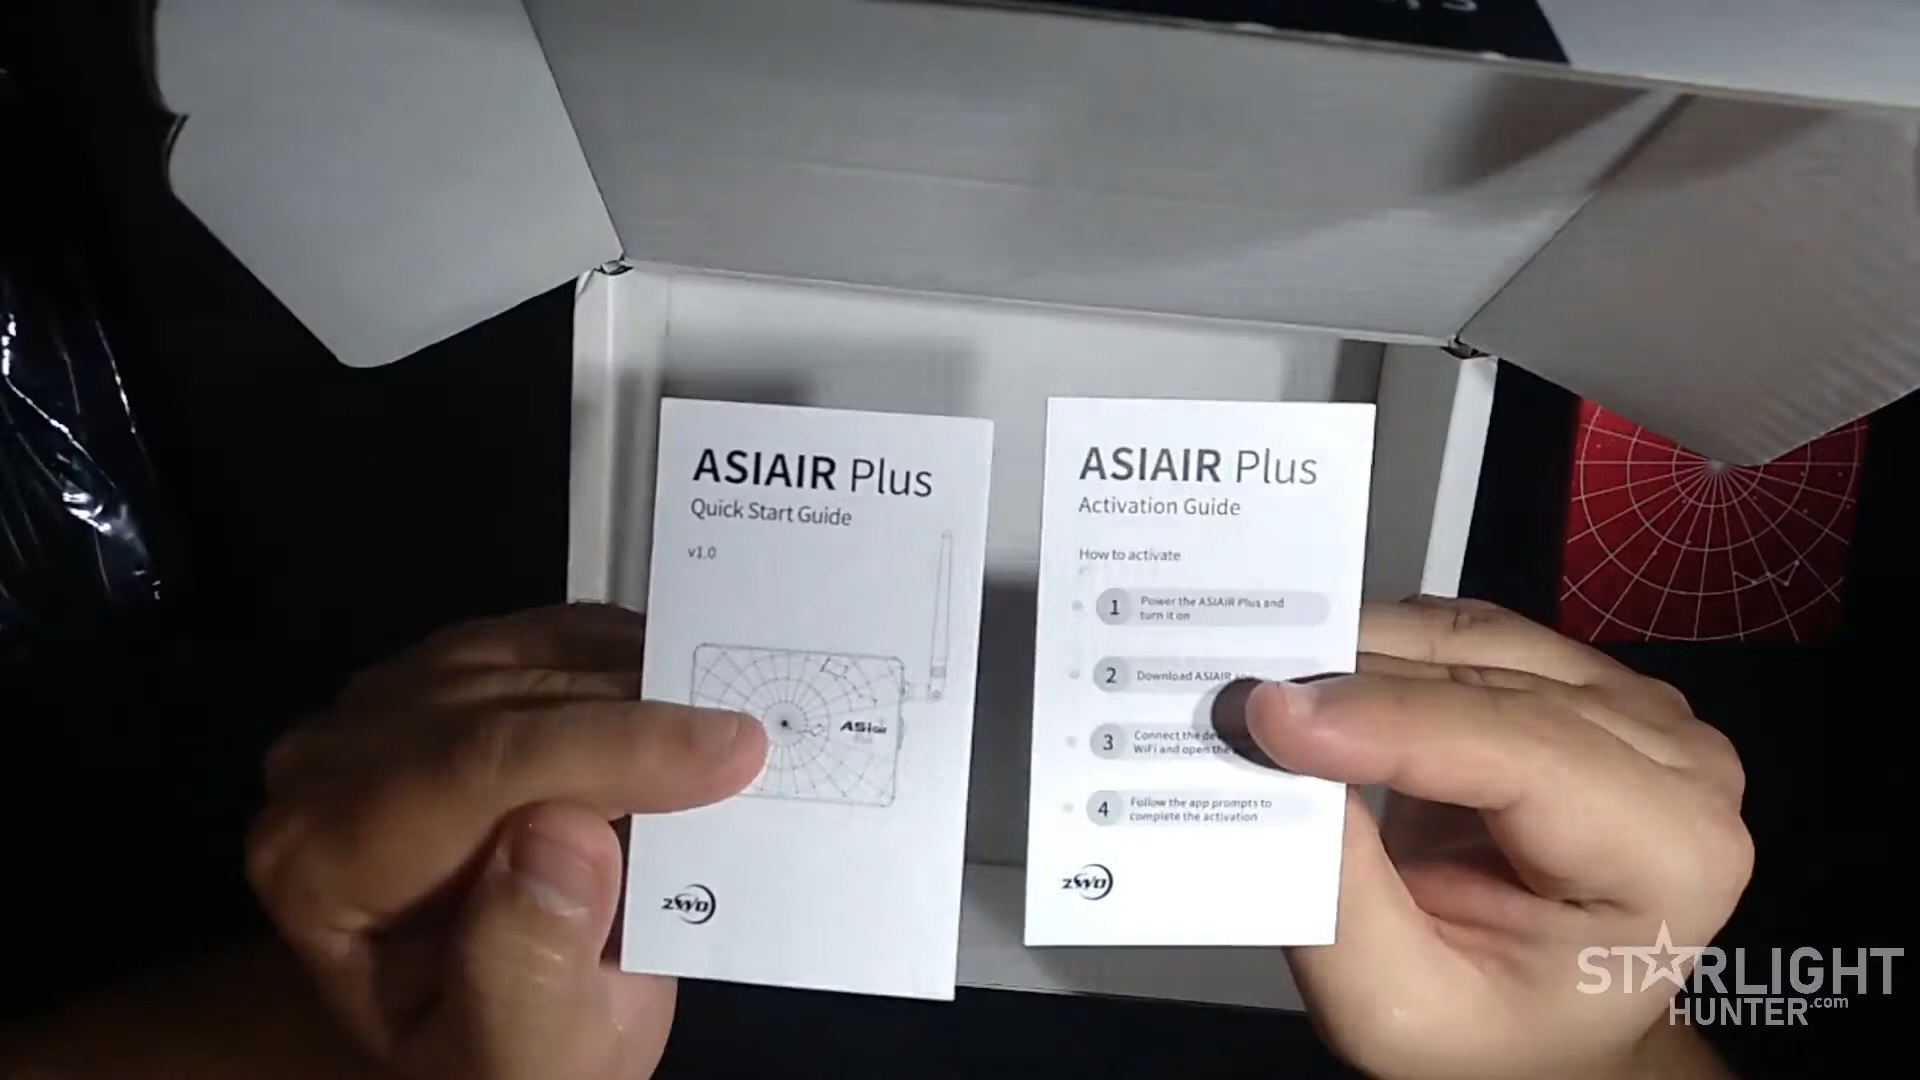 ASIAIR Plus
Quick Start Guide
v1.0
ASiAIR
ZWO
ASIAIR Plus
Activation Guide
How to activate
1 Power the ASIAIR Plus and
turn it on
2 Download ASIAIR
3 Connect the
WiFi and open the
4 Follow the app prompts to
complete the activation
ZWO
STARLIGHT
HUNTER.com